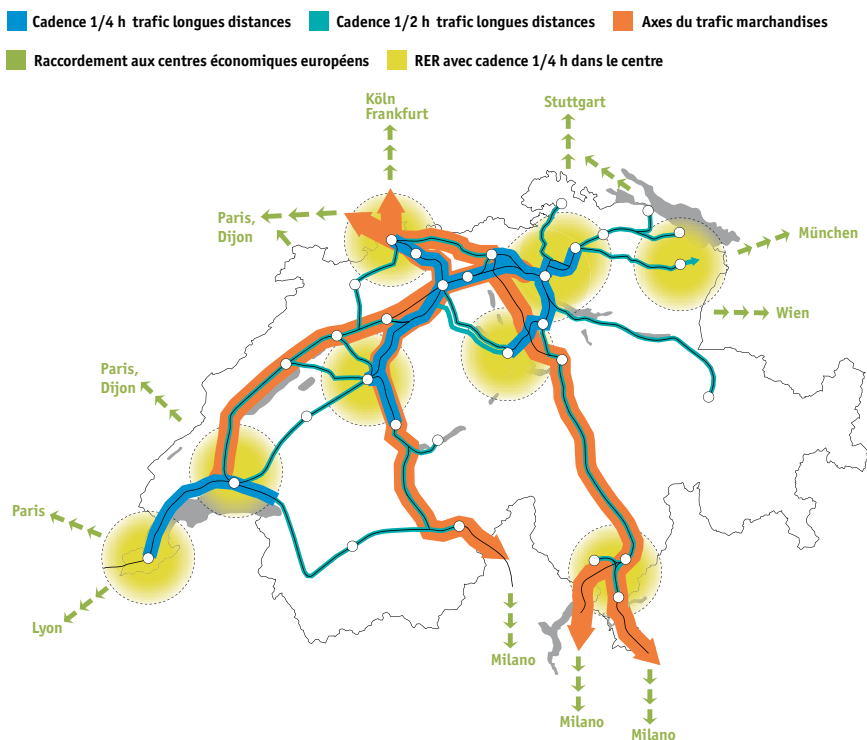 Cadence 1/4 h trafic longues distances
Cadence 1/2 h trafic longues distances
Axes du trafic marchandises
Raccordement aux centres économiques européens
RER avec cadence 1/4 h dans le centre
Köln
Frankfurt
Stuttgart
Paris,
Dijon
München
Wien
Paris,
Dijon
Paris
Lyon
Milano
Milano
Milano